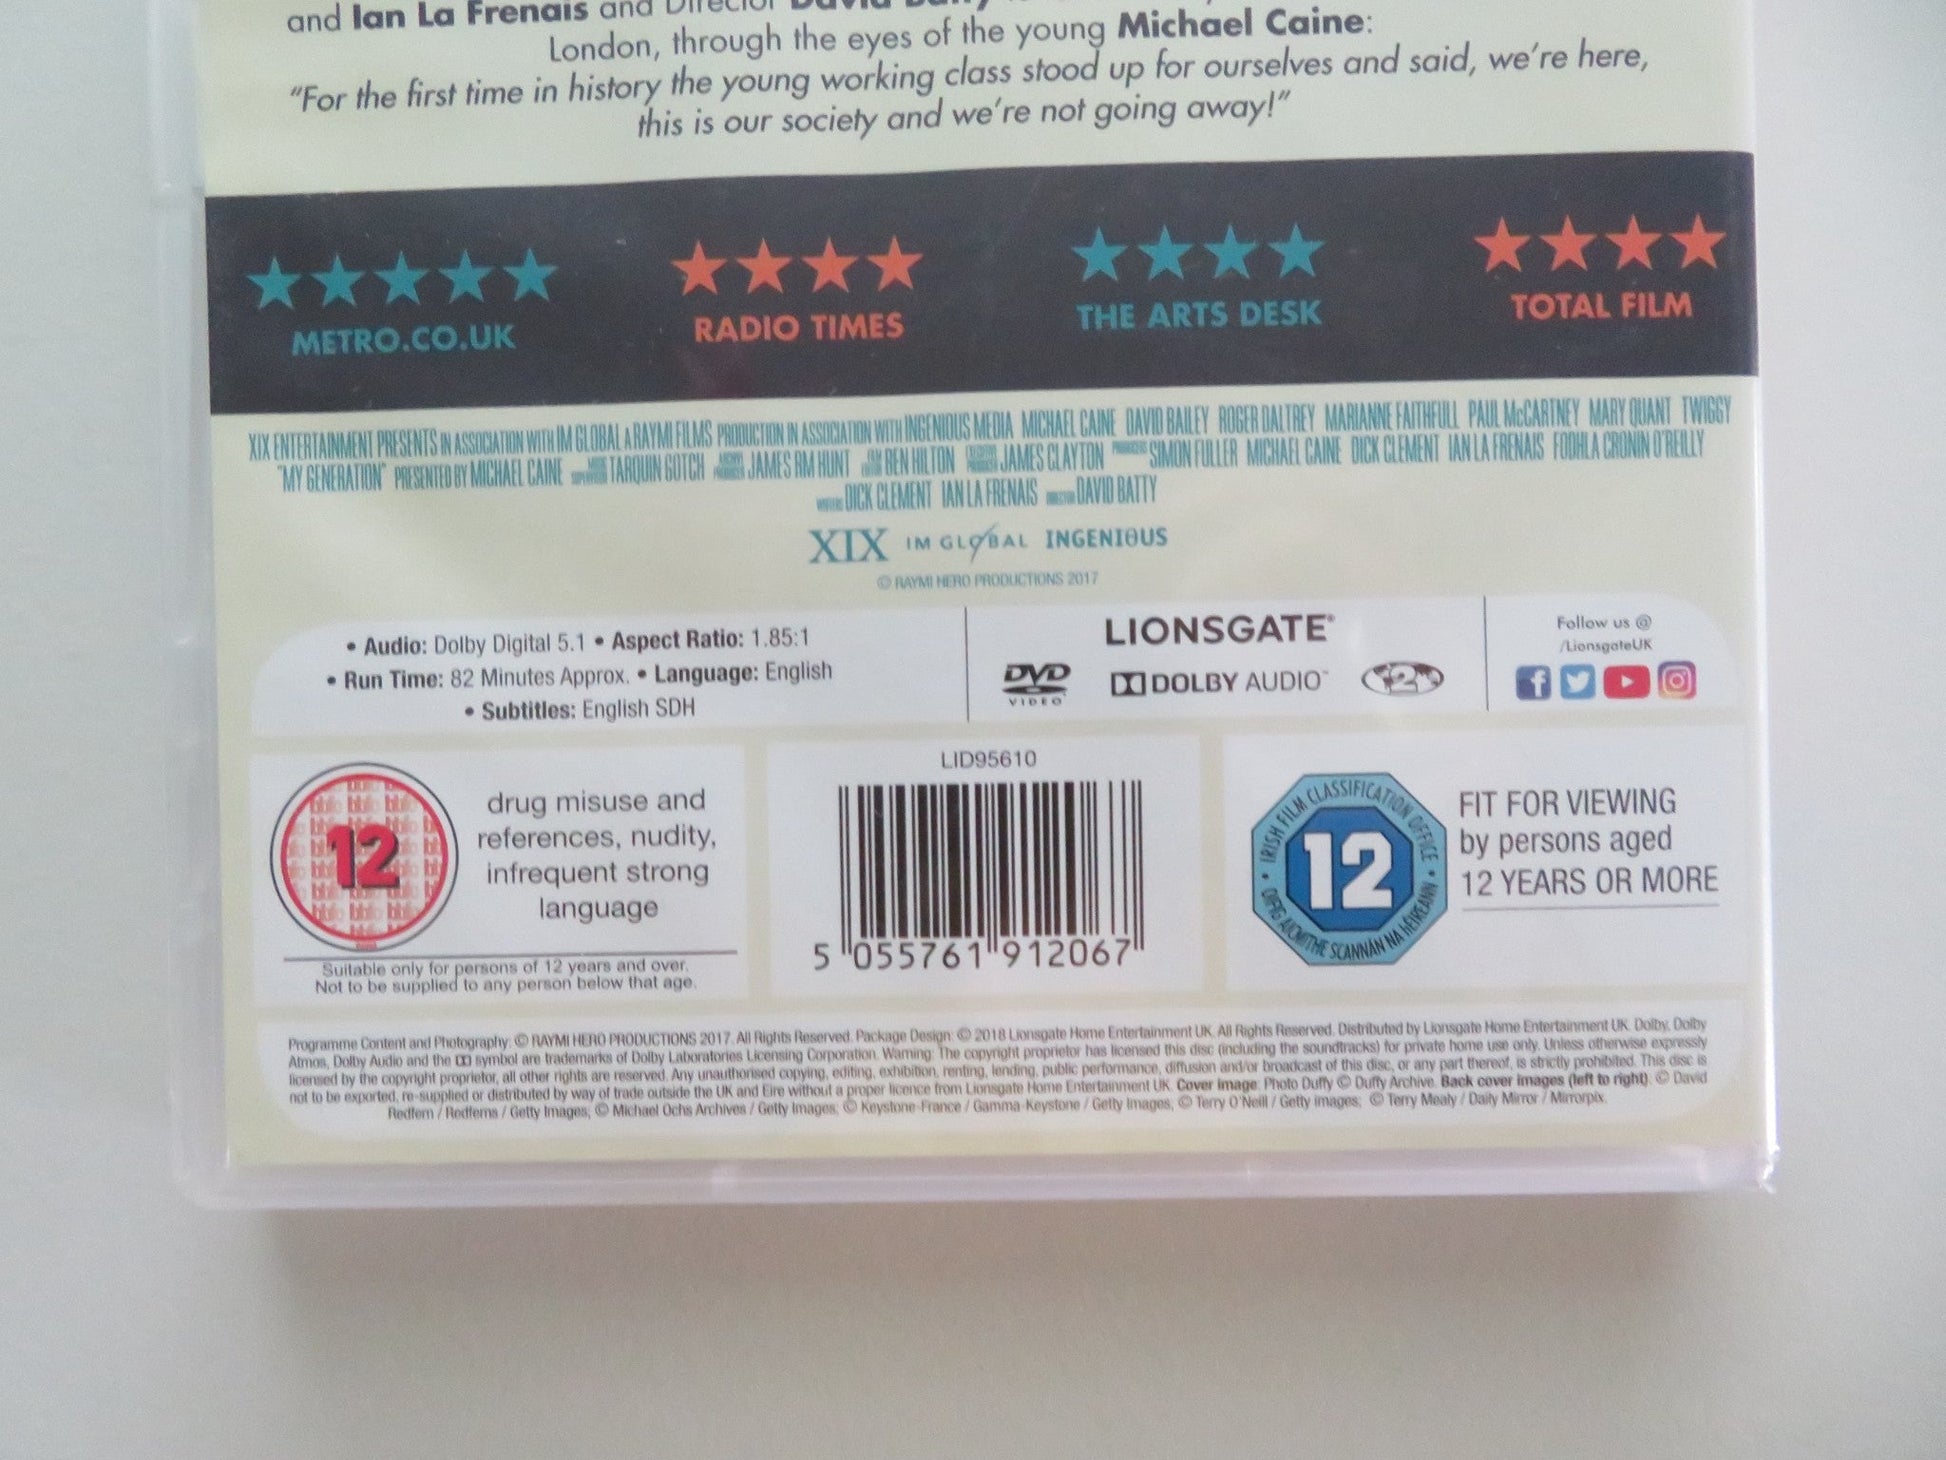 and Ian La Frenais and Director David Batty
London, through the eyes of the young Michael Caine:
"For the first time in history the young working class stood up for ourselves and said, we're here,
this is our society and we're not going away!"
METRO.CO.UK
RADIO TIMES
THE ARTS DESK
TOTAL FILM
XIX ENTERTAINMENT PRESENTS IN ASSOCIATION WITH IM GLOBAL A RAYMI FILMS PRODUCTION IN ASSOCIATION WITH INGENIOUS MEDIA MICHAEL CAINE DAVID BAILEY ROGER DALTREY MARIANNE FAITHFULL PAUL McCARTNEY MARY QUANT TWIGGY
"MY GENERATION" PRESENTED BY MICHAEL CAINE TARQUIN GOTCH JAMES RM HUNT BEN HILTON JAMES CLAYTON SIMON FULLER MICHAEL CAINE DICK CLEMENT IAN LA FRENAIS FODHLA CRONIN O'REILLY
DICK CLEMENT IAN LA FRENAIS DAVID BATTY
XIX IM GLOBAL INGENIOUS
© RAYMI HERO PRODUCTIONS 2017
• Audio: Dolby Digital 5.1 • Aspect Ratio: 1.85:1
• Run Time: 82 Minutes Approx. • Language: English
• Subtitles: English SDH
LIONSGATE®
DVD VIDEO DOLBY AUDIO™ 2
Follow us @
/LionsgateUK
12
drug misuse and
references, nudity,
infrequent strong
language
Suitable only for persons of 12 years and over.
Not to be supplied to any person below that age.
LID95610
5 055761 912067
IRISH FILM CLASSIFICATION OFFICE • OIFIG AICMITHE SCANNÁN NA hÉIREANN •
12
FIT FOR VIEWING
by persons aged
12 YEARS OR MORE
Programme Content and Photography: © RAYMI HERO PRODUCTIONS 2017. All Rights Reserved. Package Design: © 2018 Lionsgate Home Entertainment UK. All Rights Reserved. Distributed by Lionsgate Home Entertainment UK. Dolby, Dolby
Atmos, Dolby Audio and the symbol are trademarks of Dolby Laboratories Licensing Corporation. Warning: The copyright proprietor has licensed this disc (including the soundtracks) for private home use only. Unless otherwise expressly
licensed by the copyright proprietor, all other rights are reserved. Any unauthorised copying, editing, exhibition, renting, lending, public performance, diffusion and/or broadcast of this disc, or any part thereof, is strictly prohibited. This disc is
not to be exported, re-supplied or distributed by way of trade outside the UK and Eire without a proper licence from Lionsgate Home Entertainment UK. Cover image: Photo Duffy © Duffy Archive. Back cover images (left to right): © David
Redfern / Redferns / Getty Images; © Michael Ochs Archives / Getty Images; © Keystone-France / Gamma-Keystone / Getty Images; © Terry O'Neill / Getty Images; © Terry Mealy / Daily Mirror / Mirrorpix.